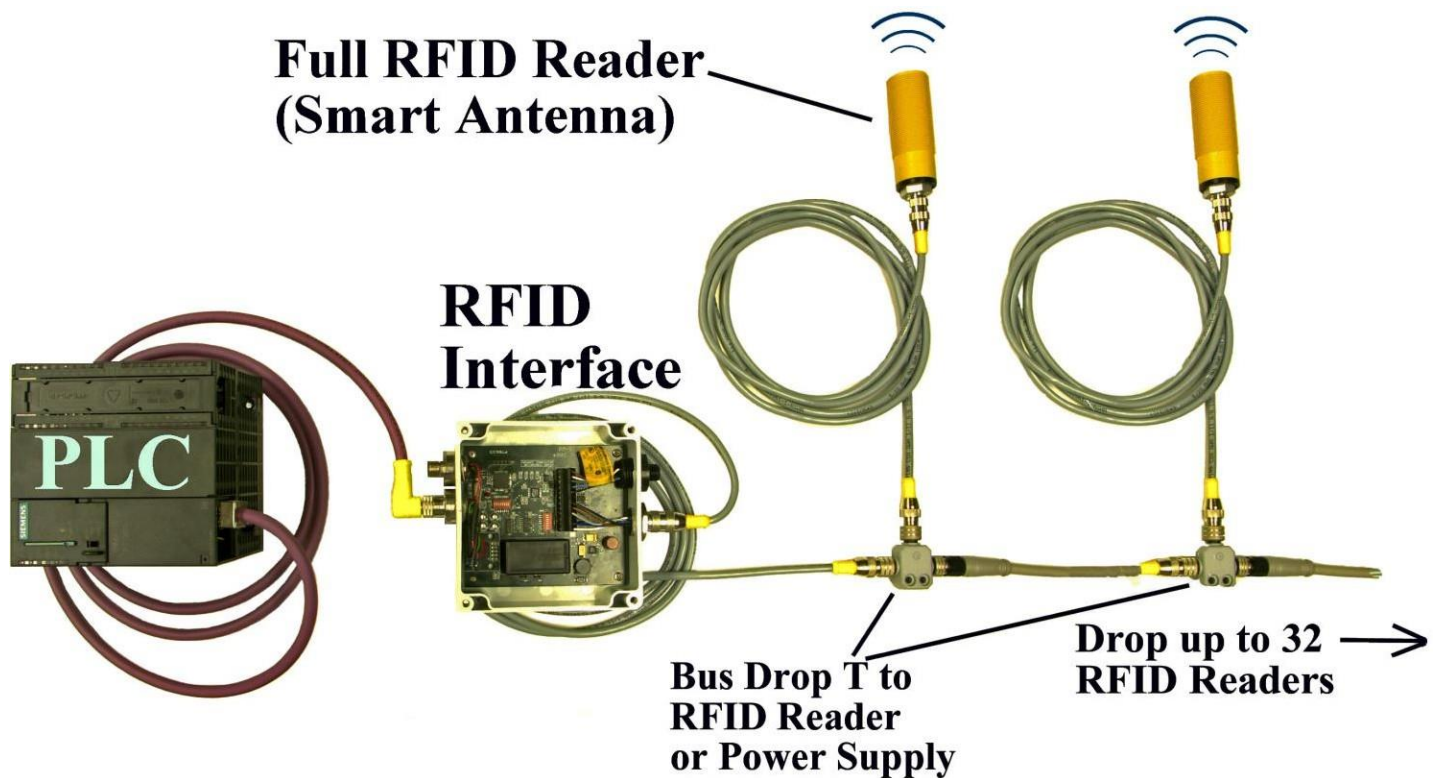 Full RFID Reader
(Smart Antenna)
RFID
Interface
PLC
SIEMENS
Bus Drop T to
RFID Reader
or Power Supply
Drop up to 32
RFID Readers